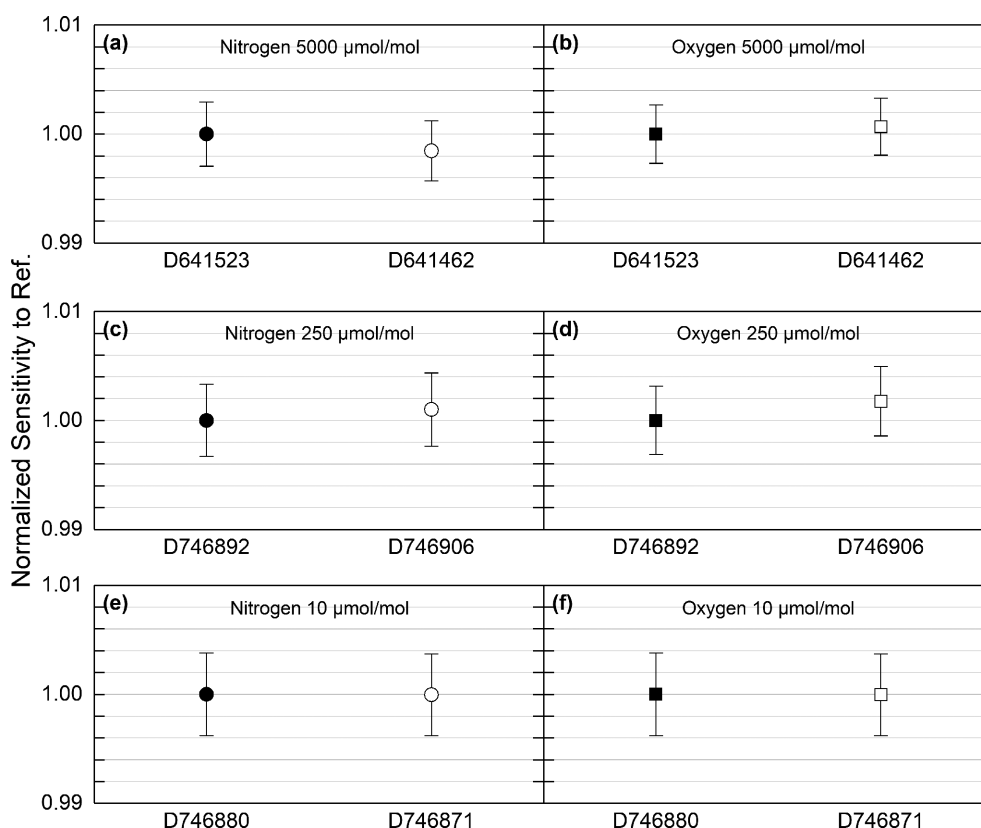 Normalized Sensitivity to Ref.
1.01
(a)
Nitrogen 5000 µmol/mol
(b)
Oxygen 5000 µmol/mol
1.00
0.99
D641523
D641462
D641523
D641462
1.01
(c)
Nitrogen 250 µmol/mol
(d)
Oxygen 250 µmol/mol
1.00
0.99
D746892
D746906
D746892
D746906
1.01
(e)
Nitrogen 10 µmol/mol
(f)
Oxygen 10 µmol/mol
1.00
0.99
D746880
D746871
D746880
D746871